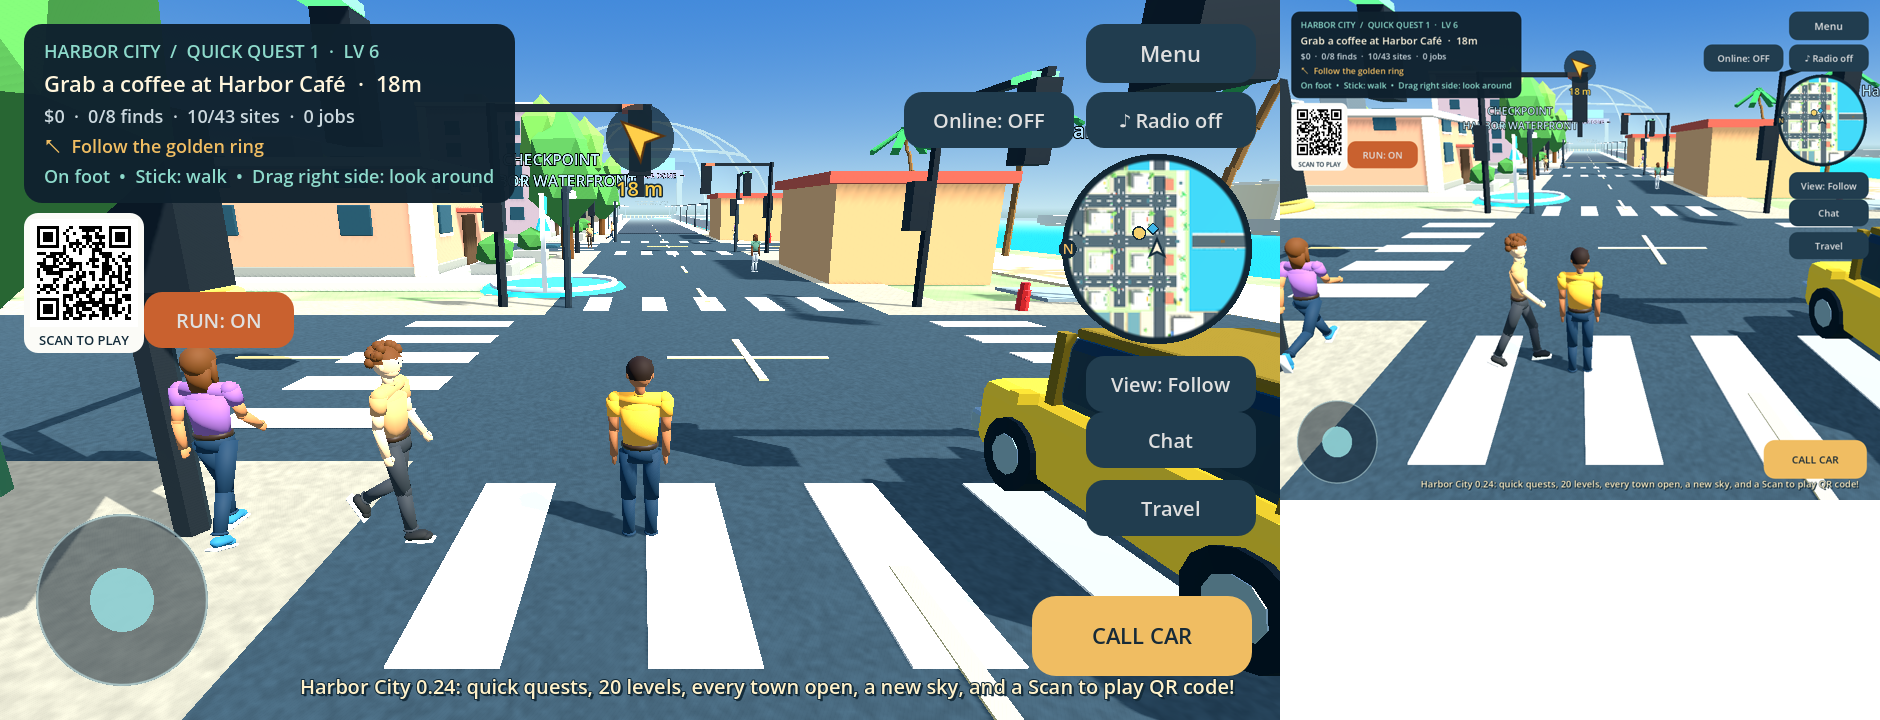 HARBOR CITY / QUICK QUEST 1 · LV 6
Grab a coffee at Harbor Café · 18m
$0 · 0/8 finds · 10/43 sites · 0 jobs
↖ Follow the golden ring
On foot • Stick: walk • Drag right side: look around
SCAN TO PLAY
RUN: ON
18 m
Menu
Online: OFF
♪ Radio off
N
View: Follow
Chat
Travel
CALL CAR
Harbor City 0.24: quick quests, 20 levels, every town open, a new sky, and a Scan to play QR code!
HARBOR CITY / QUICK QUEST 1 · LV 6
Grab a coffee at Harbor Café · 18m
$0 · 0/8 finds · 10/43 sites · 0 jobs
↖ Follow the golden ring
On foot • Stick: walk • Drag right side: look around
SCAN TO PLAY
RUN: ON
CHECKPOINT
HARBOR WATERFRONT
18 m
Menu
Online: OFF
♪ Radio off
View: Follow
Chat
Travel
CALL CAR
Harbor City 0.24: quick quests, 20 levels, every town open, a new sky, and a Scan to play QR code!